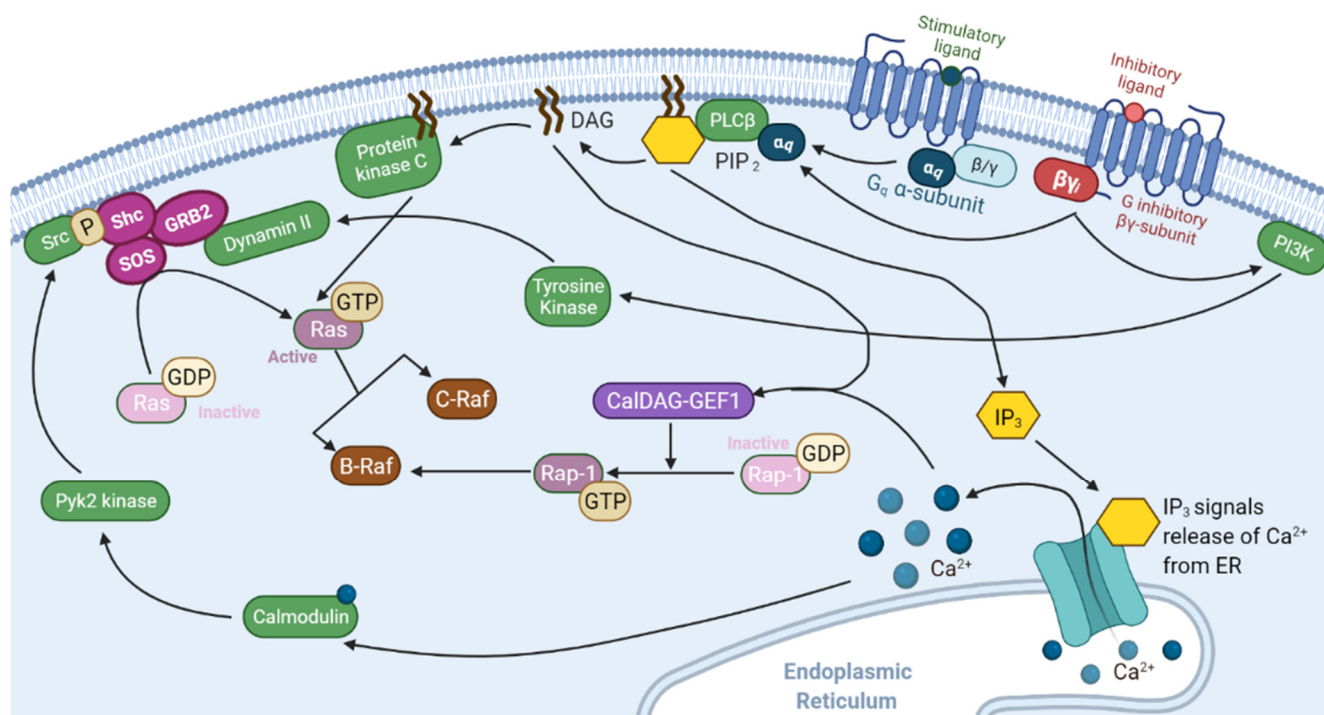 Stimulatory
ligand
Inhibitory
ligand
DAG
PLCβ
αq
PIP₂
αq
β/γ
Gq α-subunit
βγi
G inhibitory
βγ-subunit
PI3K
Protein
kinase C
Src
P
Shc
GRB2
SOS
Dynamin II
Tyrosine
Kinase
GTP
Ras
Active
GDP
Ras
Inactive
C-Raf
B-Raf
CalDAG-GEF1
Inactive
GDP
Rap-1
Rap-1
GTP
IP₃
Pyk2 kinase
Calmodulin
Ca²⁺
IP₃ signals
release of Ca²⁺
from ER
Ca²⁺
Endoplasmic
Reticulum